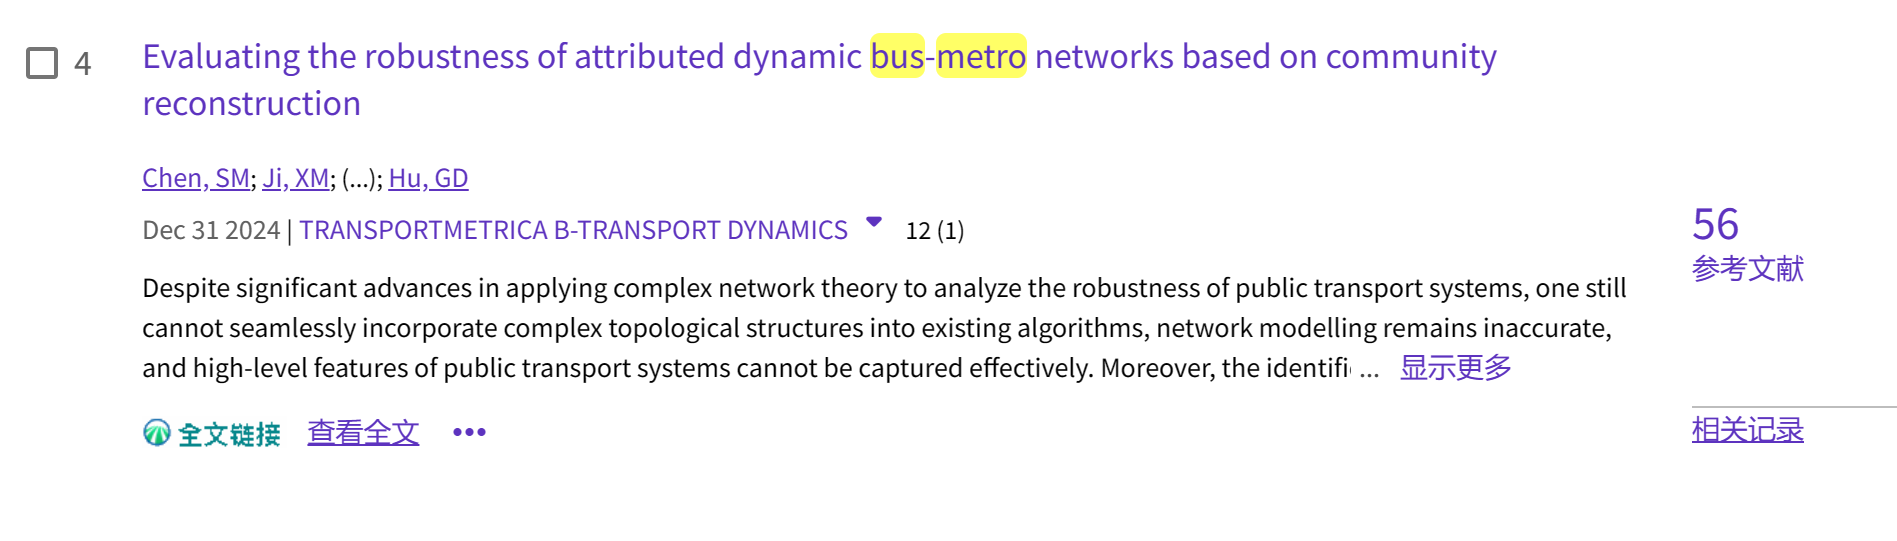 4
Evaluating the robustness of attributed dynamic bus-metro networks based on community
reconstruction
Chen, SM; Ji, XM; (...); Hu, GD
Dec 31 2024 | TRANSPORTMETRICA B-TRANSPORT DYNAMICS 12 (1)
Despite significant advances in applying complex network theory to analyze the robustness of public transport systems, one still
cannot seamlessly incorporate complex topological structures into existing algorithms, network modelling remains inaccurate,
and high-level features of public transport systems cannot be captured effectively. Moreover, the identifi ... 显示更多
全文链接 查看全文 •••
56
参考文献
相关记录